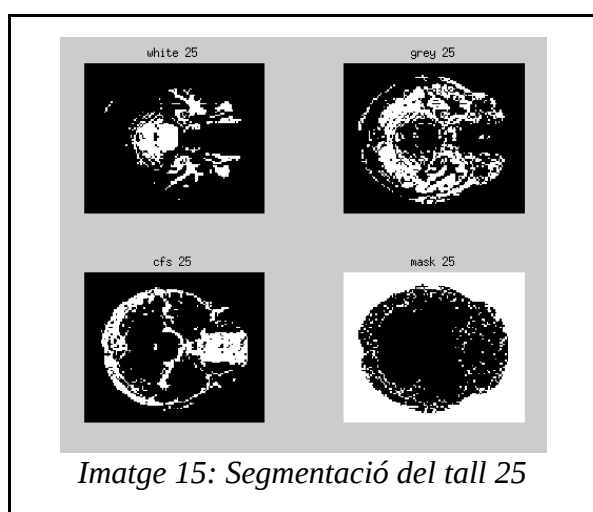 white 25
grey 25
cfs 25
mask 25
Imatge 15: Segmentació del tall 25